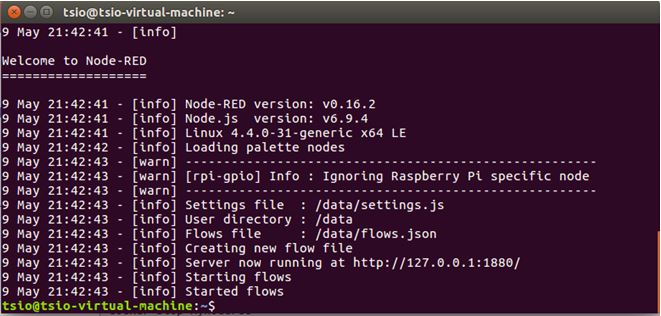 tsio@tsio-virtual-machine: ~
9 May 21:42:41 - [info]
Welcome to Node-RED
===================
9 May 21:42:41 - [info] Node-RED version: v0.16.2
9 May 21:42:41 - [info] Node.js  version: v6.9.4
9 May 21:42:41 - [info] Linux 4.4.0-31-generic x64 LE
9 May 21:42:42 - [info] Loading palette nodes
9 May 21:42:43 - [warn] ------------------------------------------------------
9 May 21:42:43 - [warn] [rpi-gpio] Info : Ignoring Raspberry Pi specific node
9 May 21:42:43 - [warn] ------------------------------------------------------
9 May 21:42:43 - [info] Settings file  : /data/settings.js
9 May 21:42:43 - [info] User directory : /data
9 May 21:42:43 - [info] Flows file     : /data/flows.json
9 May 21:42:43 - [info] Creating new flow file
9 May 21:42:43 - [info] Server now running at http://127.0.0.1:1880/
9 May 21:42:43 - [info] Starting flows
9 May 21:42:43 - [info] Started flows
tsio@tsio-virtual-machine:~$